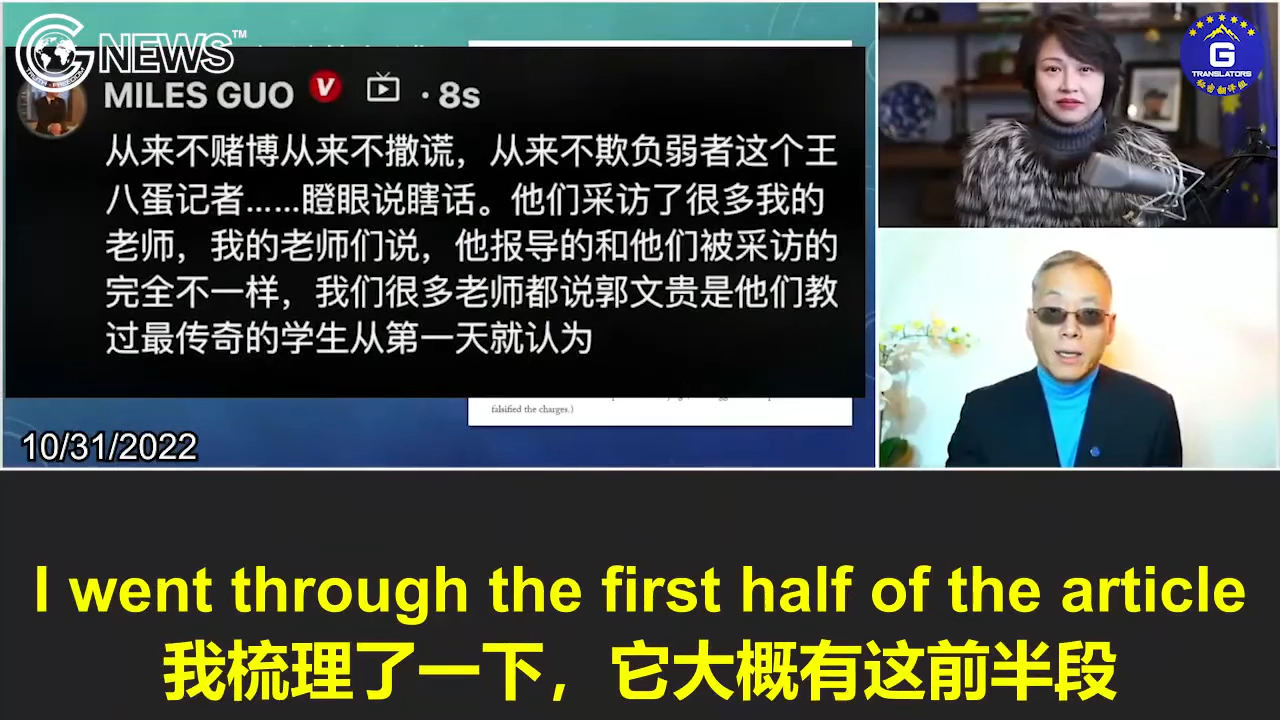 GNEWS™
MILES GUO V · 8s
从来不赌博从来不撒谎，从来不欺负弱者这个王
八蛋记者……瞪眼说瞎话。他们采访了很多我的
老师，我的老师们说，他报导的和他们被采访的
完全不一样，我们很多老师都说郭文贵是他们教
过最传奇的学生从第一天就认为
falsified the charges.)
10/31/2022
G
TRANSLATORS
秘密翻译组
I went through the first half of the article
我梳理了一下，它大概有这前半段